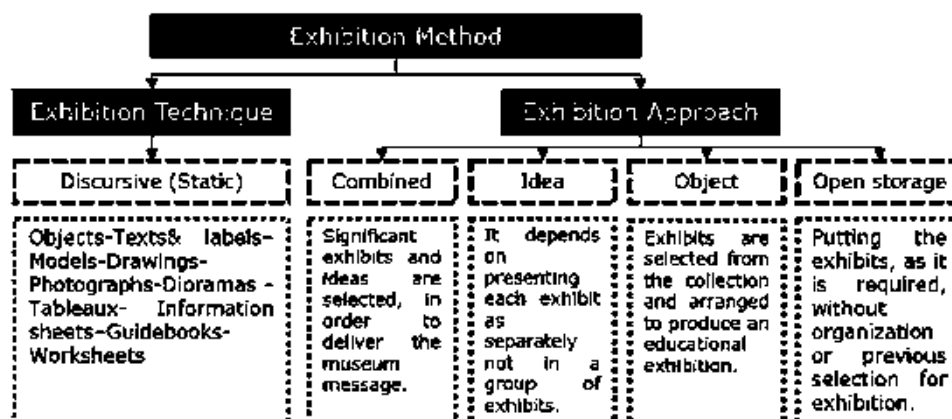 Exhibition Method
Exhibition Technique
Exhibition Approach
Discursive (Static)
Combined
Idea
Object
Open storage
Objects-Texts& labels-
Models-Drawings-
Photographs-Dioramas -
Tableaux- Information
sheets-Guidebooks-
Worksheets
Significant
exhibits and
ideas are
selected, in
order to
deliver the
museum
message.
It depends
on
presenting
each exhibit
as
separately
not in a
group of
exhibits.
Exhibits are
selected from
the collection
and arranged
to produce an
educational
exhibition.
Putting the
exhibits, as it
is required,
without
organization
or previous
selection for
exhibition.